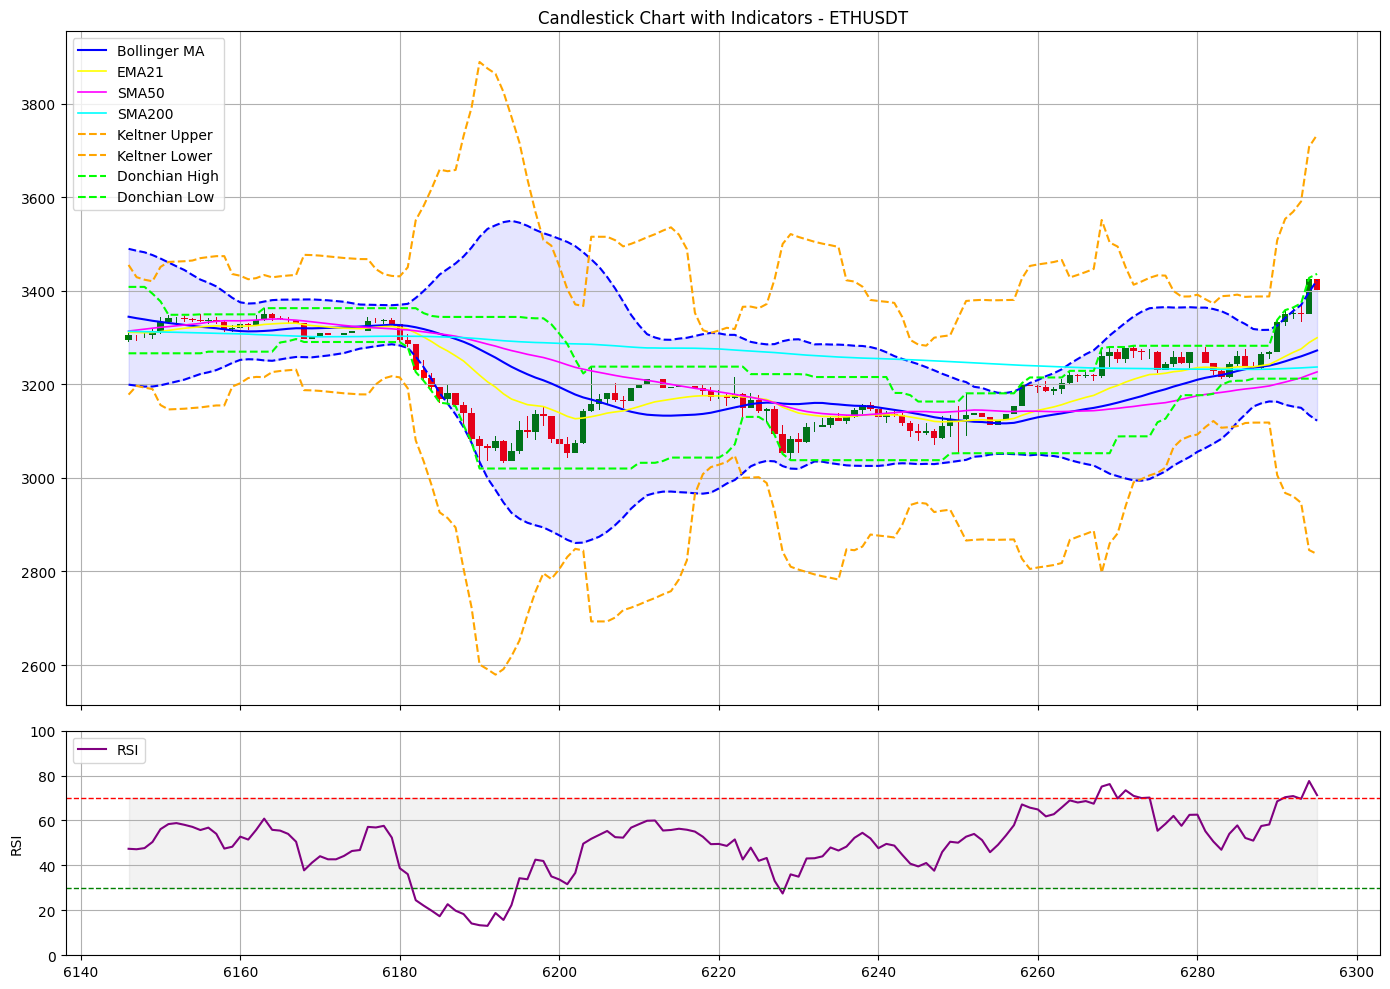 Candlestick Chart with Indicators - ETHUSDT
Bollinger MA
EMA21
SMA50
SMA200
Keltner Upper
Keltner Lower
Donchian High
Donchian Low
3800
3600
3400
3200
3000
2800
2600
RSI
100
80
60
40
20
0
RSI
6140 6160 6180 6200 6220 6240 6260 6280 6300